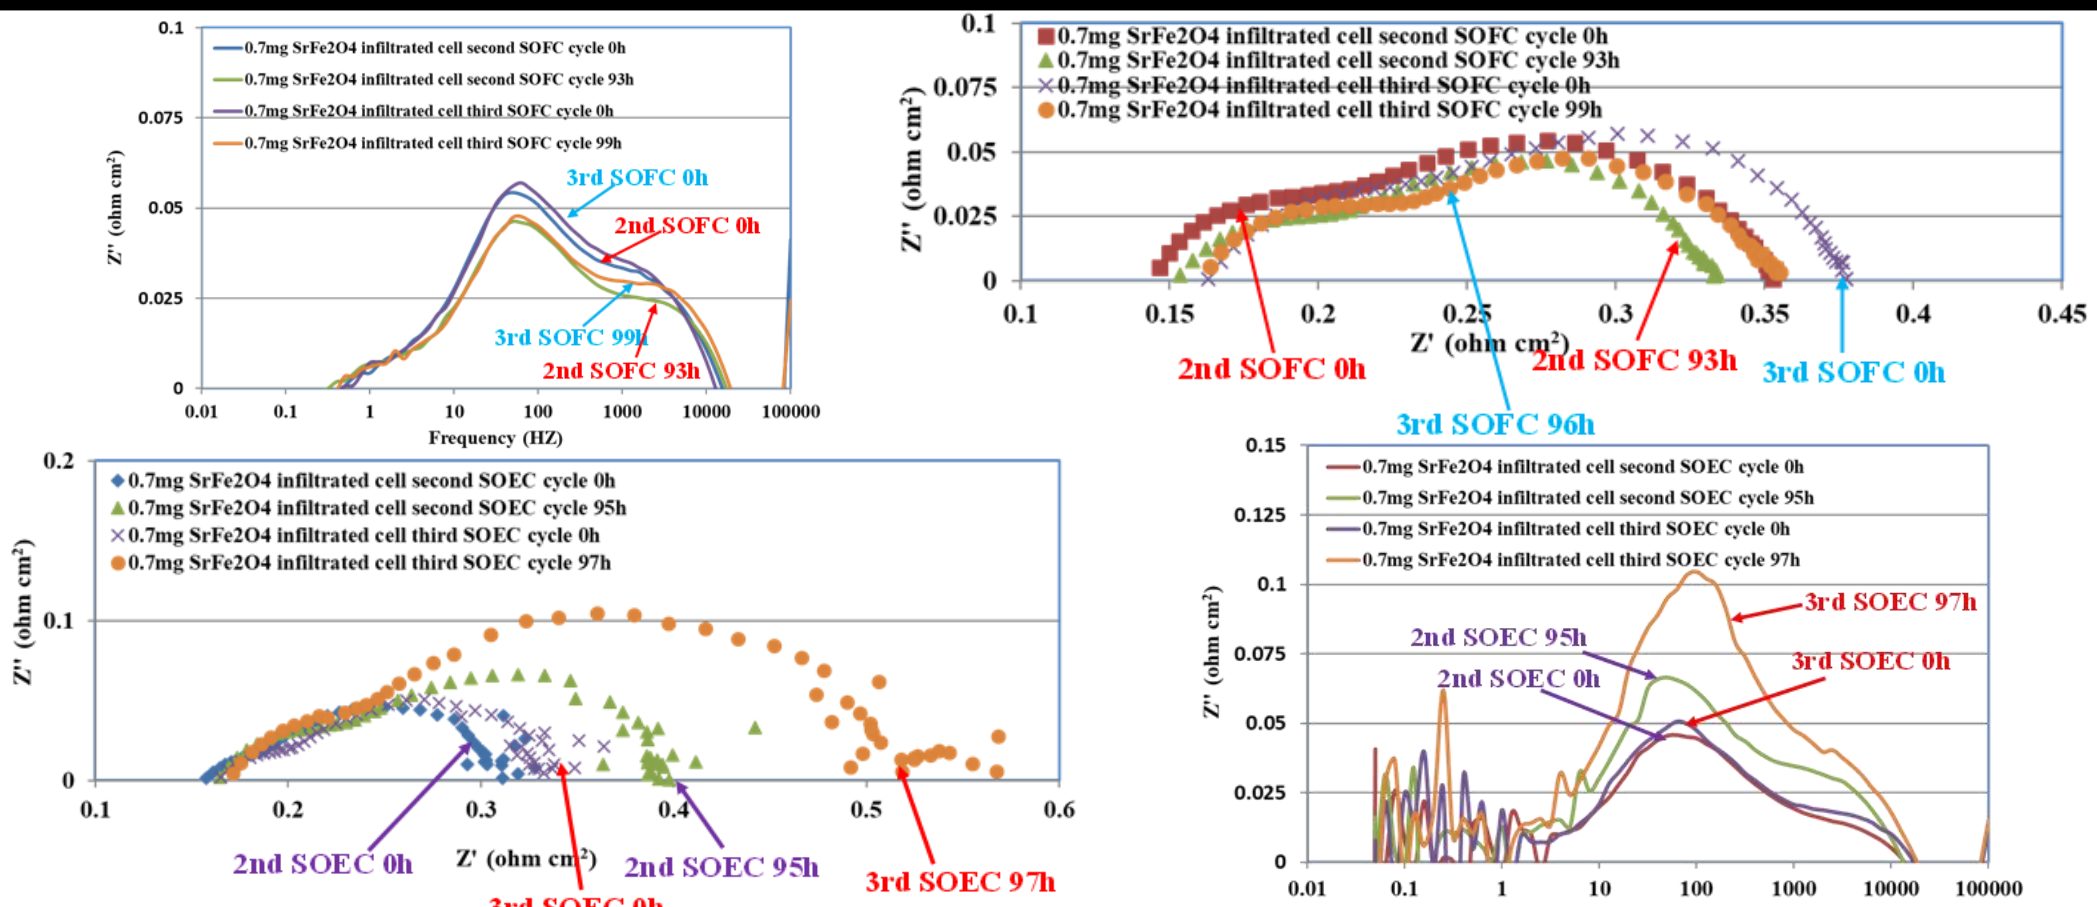 0.1
0.7mg SrFe2O4 infiltrated cell second SOFC cycle 0h
0.7mg SrFe2O4 infiltrated cell second SOFC cycle 93h
0.7mg SrFe2O4 infiltrated cell third SOFC cycle 0h
0.075
0.7mg SrFe2O4 infiltrated cell third SOFC cycle 99h
Z'' (ohm cm²)
3rd SOFC 0h
0.05
2nd SOFC 0h
0.025
3rd SOFC 99h
2nd SOFC 93h
0
0.01 0.1 1 10 100 1000 10000 100000
Frequency (HZ)
0.1
0.7mg SrFe2O4 infiltrated cell second SOFC cycle 0h
0.7mg SrFe2O4 infiltrated cell second SOFC cycle 93h
0.075
0.7mg SrFe2O4 infiltrated cell third SOFC cycle 0h
0.7mg SrFe2O4 infiltrated cell third SOFC cycle 99h
Z'' (ohm cm²)
0.05
0.025
0
0.1 0.15 0.2 0.25 0.3 0.35 0.4 0.45
Z' (ohm cm²)
2nd SOFC 0h
2nd SOFC 93h
3rd SOFC 0h
3rd SOFC 96h
0.2
0.7mg SrFe2O4 infiltrated cell second SOEC cycle 0h
0.7mg SrFe2O4 infiltrated cell second SOEC cycle 95h
0.7mg SrFe2O4 infiltrated cell third SOEC cycle 0h
0.7mg SrFe2O4 infiltrated cell third SOEC cycle 97h
Z'' (ohm cm²)
0.1
0
0.1 0.2 0.3 0.4 0.5 0.6
Z' (ohm cm²)
2nd SOEC 0h
2nd SOEC 95h
3rd SOEC 97h
3rd SOEC 0h
0.15
0.7mg SrFe2O4 infiltrated cell second SOEC cycle 0h
0.7mg SrFe2O4 infiltrated cell second SOEC cycle 95h
0.125
0.7mg SrFe2O4 infiltrated cell third SOEC cycle 0h
0.7mg SrFe2O4 infiltrated cell third SOEC cycle 97h
0.1
Z'' (ohm cm²)
3rd SOEC 97h
2nd SOEC 95h
0.075
3rd SOEC 0h
2nd SOEC 0h
0.05
0.025
0
0.01 0.1 1 10 100 1000 10000 100000